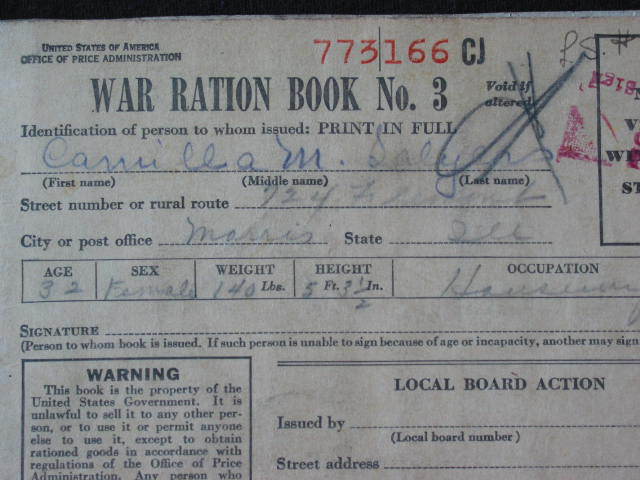 UNITED STATES OF AMERICA
OFFICE OF PRICE ADMINISTRATION
773166 CJ
WAR RATION BOOK No. 3
Void if
altered
Identification of person to whom issued: PRINT IN FULL
Camilla M.
(First name) (Middle name) (Last name)
Street number or rural route 724
City or post office Morris State Ill
AGE SEX WEIGHT HEIGHT OCCUPATION
32 Female 140 Lbs. 5 Ft. 3 1/2 In.
SIGNATURE
(Person to whom book is issued. If such person is unable to sign because of age or incapacity, another may sign
WARNING
This book is the property of the
United States Government. It is
unlawful to sell it to any other per-
son, or to use it or permit anyone
else to use it, except to obtain
rationed goods in accordance with
regulations of the Office of Price
Administration. Any person who
LOCAL BOARD ACTION
Issued by
(Local board number)
Street address